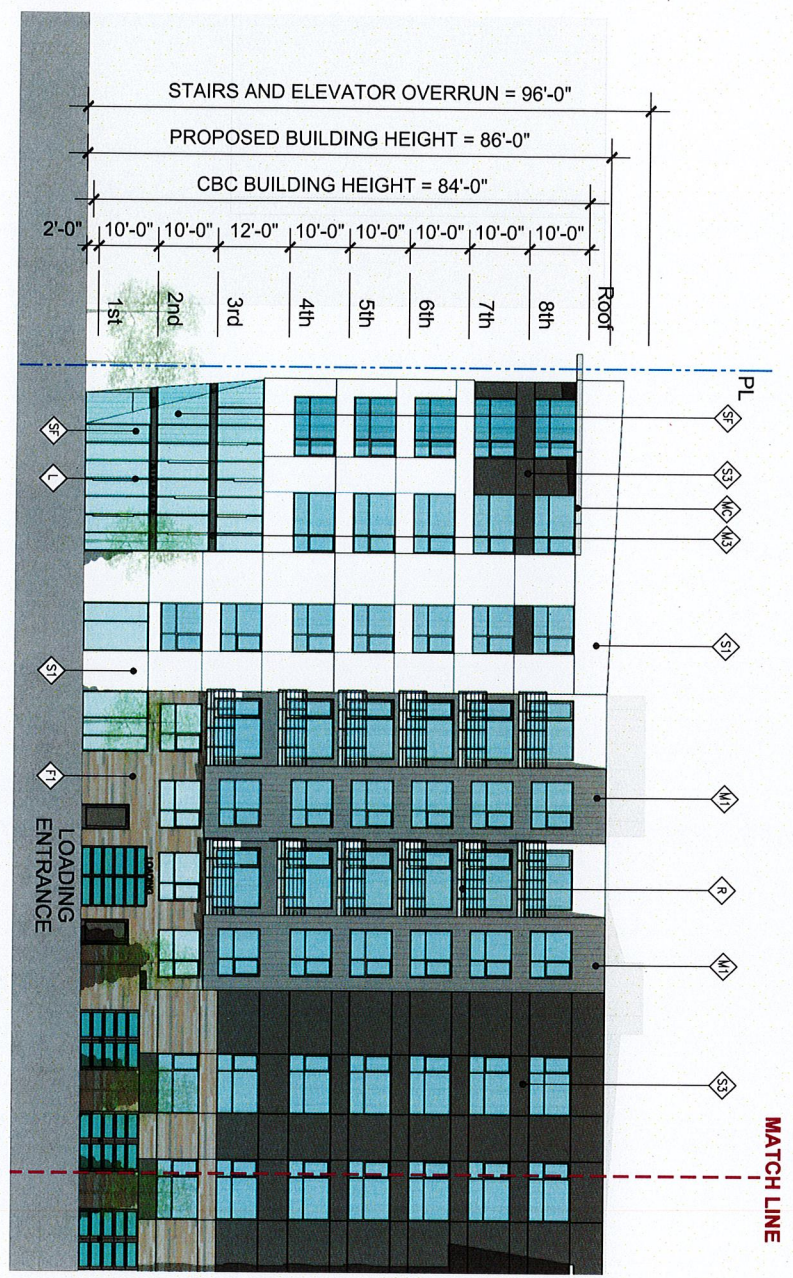 STAIRS AND ELEVATOR OVERRUN = 96'-0"
PROPOSED BUILDING HEIGHT = 86'-0"
CBC BUILDING HEIGHT = 84'-0"
2'-0"
10'-0"
10'-0"
12'-0"
10'-0"
10'-0"
10'-0"
10'-0"
10'-0"
1st
2nd
3rd
4th
5th
6th
7th
8th
Roof
PL
SF
S3
MC
M3
S1
M1
R
M1
S3
SF
L
S1
F1
LOADING
LOADING
ENTRANCE
MATCH LINE